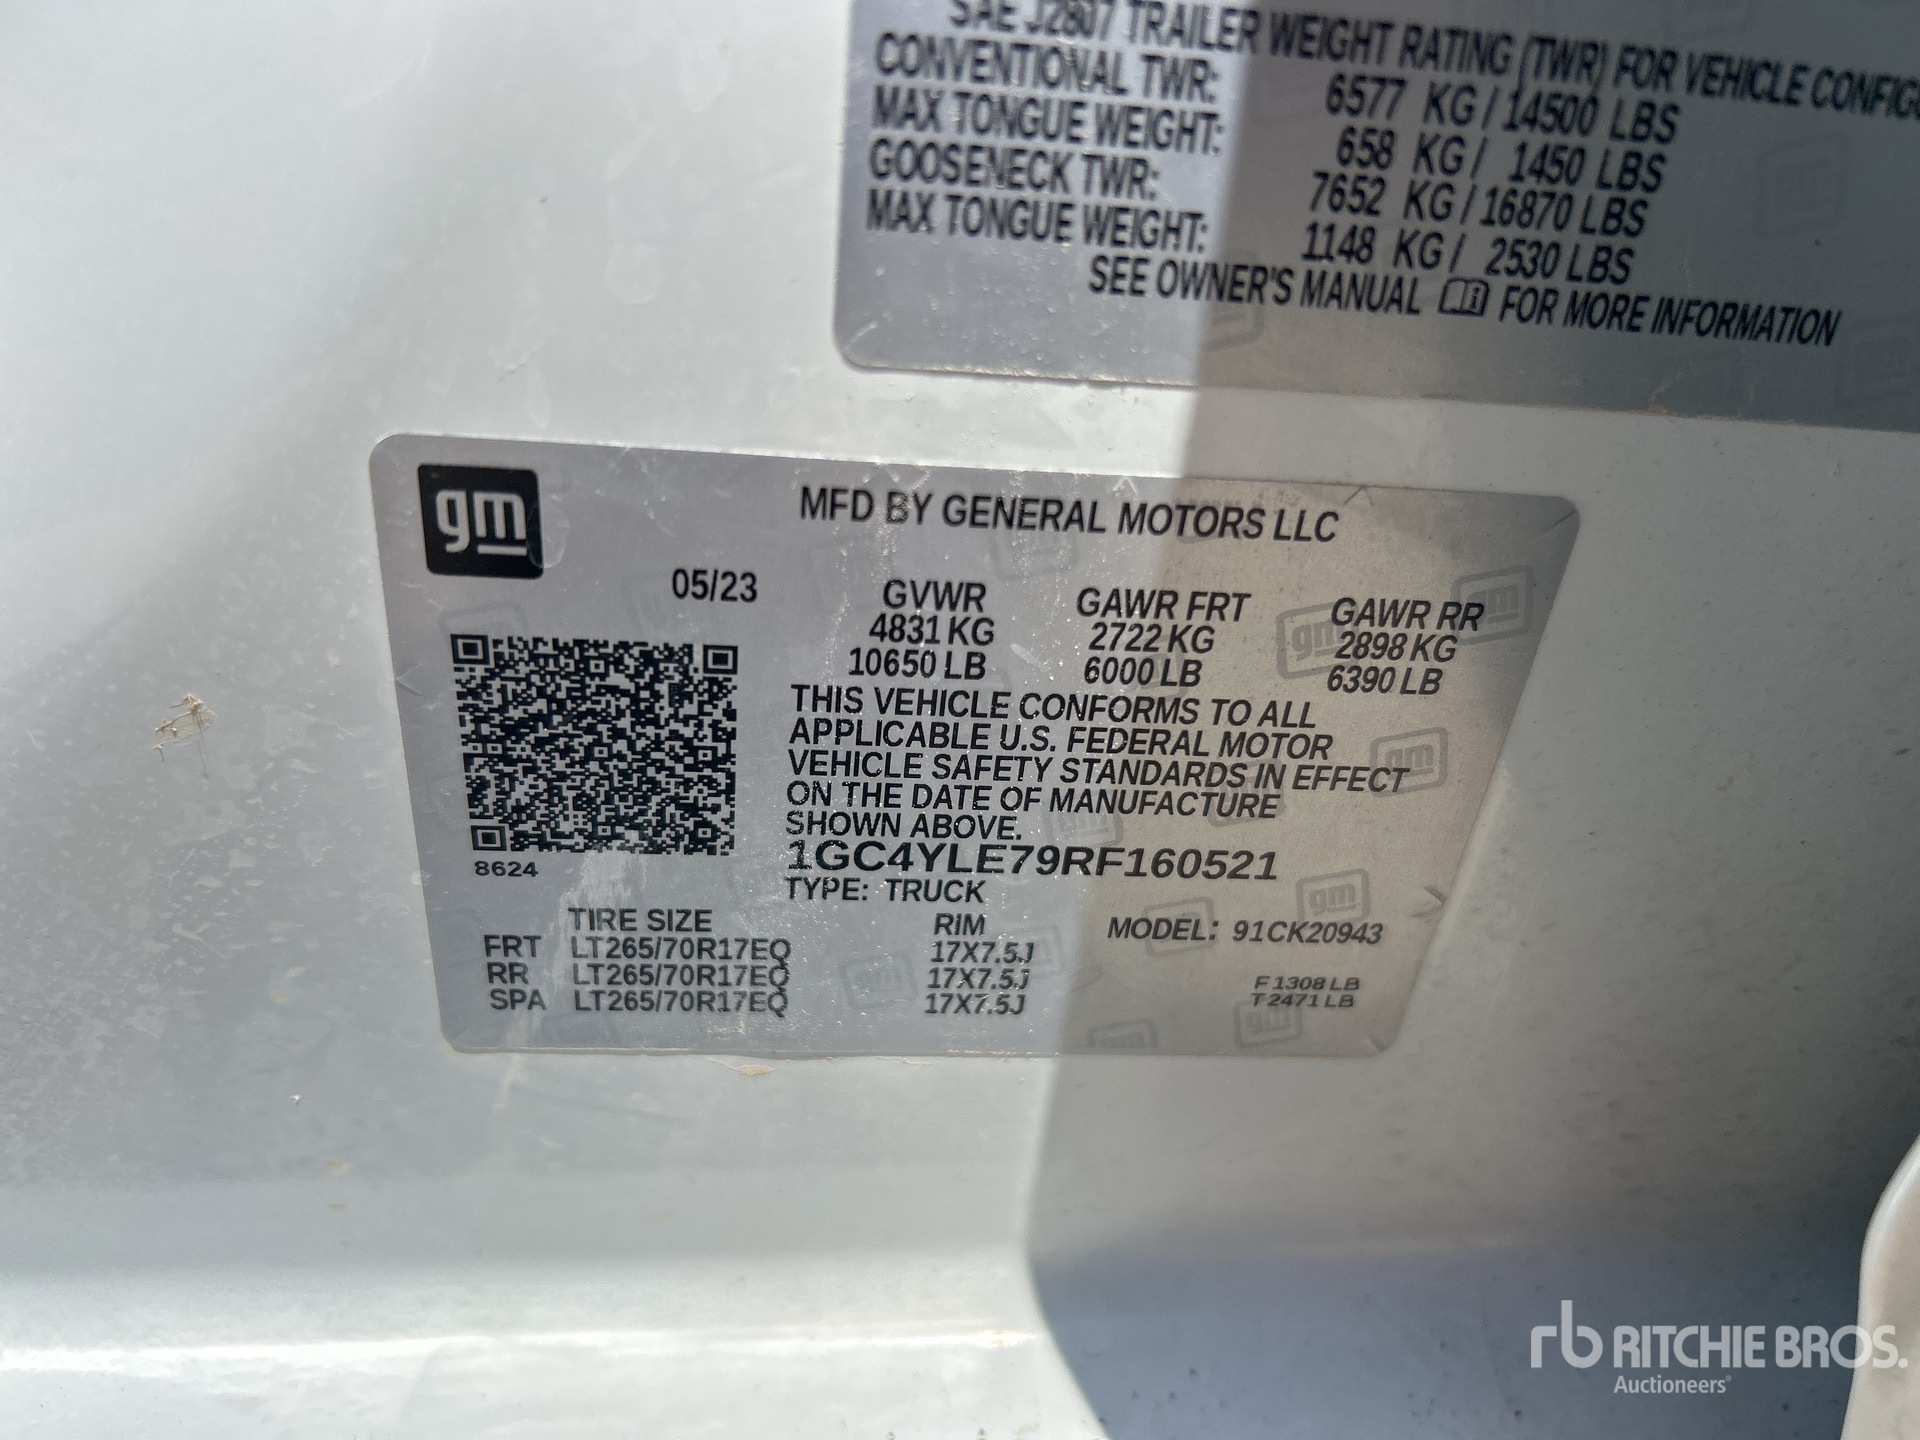 SAE J2807 TRAILER WEIGHT RATING (TWR) FOR VEHICLE
CONVENTIONAL TWR: 6577 KG / 14500 LBS
MAX TONGUE WEIGHT: 658 KG / 1450 LBS
GOOSENECK TWR: 7652 KG / 16870 LBS
MAX TONGUE WEIGHT: 1148 KG / 2530 LBS
SEE OWNER'S MANUAL FOR MORE INFORMATION
gm
MFD BY GENERAL MOTORS LLC
05/23
GVWR GAWR FRT GAWR RR
4831 KG 2722 KG 2898 KG
10650 LB 6000 LB 6390 LB
THIS VEHICLE CONFORMS TO ALL
APPLICABLE U.S. FEDERAL MOTOR
VEHICLE SAFETY STANDARDS IN EFFECT
ON THE DATE OF MANUFACTURE
SHOWN ABOVE.
1GC4YLE79RF160521
8624
TYPE: TRUCK
TIRE SIZE RIM MODEL: 91CK20943
FRT LT265/70R17EQ 17X7.5J
RR LT265/70R17EQ 17X7.5J
SPA LT265/70R17EQ 17X7.5J
F 1308 LB
T 2471 LB
rb RITCHIE BROS.
Auctioneers